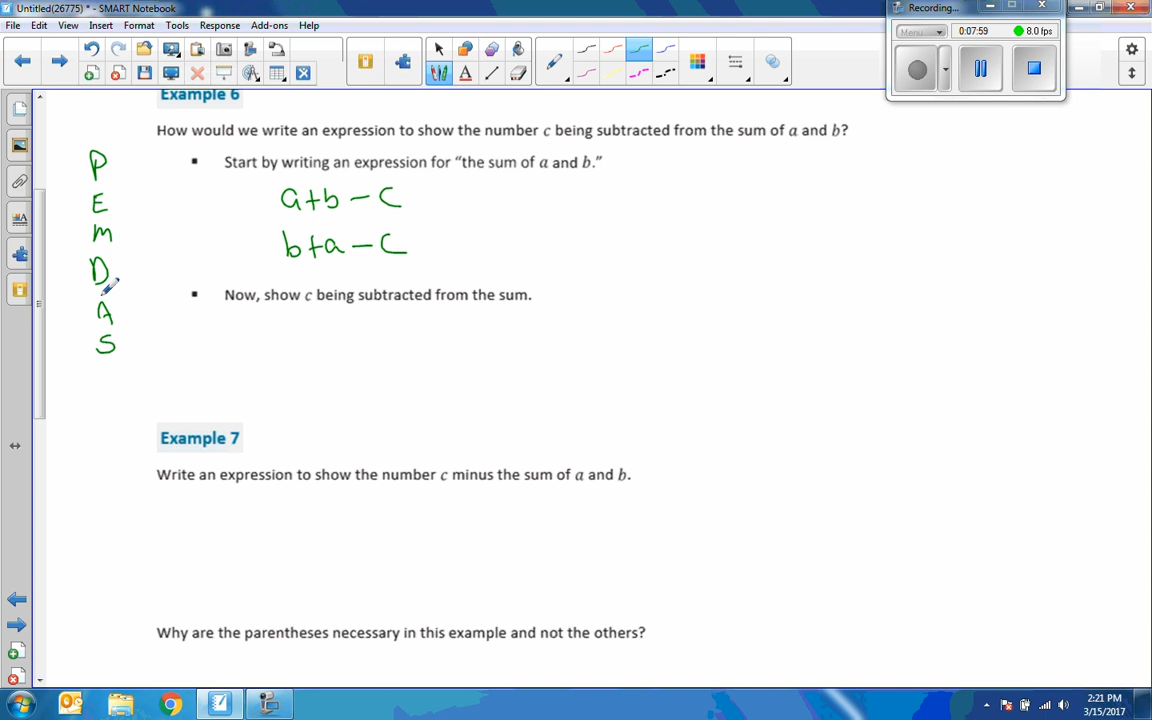 Untitled(26775) * - SMART Notebook
File Edit View Insert Format Tools Response Add-ons Help
Recording...
Menu 0:07:59 8.0 fps
Example 6
How would we write an expression to show the number c being subtracted from the sum of a and b?
▪ Start by writing an expression for “the sum of a and b.”
a+b-c
b+a-c
P
E
M
D
A
S
▪ Now, show c being subtracted from the sum.
Example 7
Write an expression to show the number c minus the sum of a and b.
Why are the parentheses necessary in this example and not the others?
2:21 PM
3/15/2017